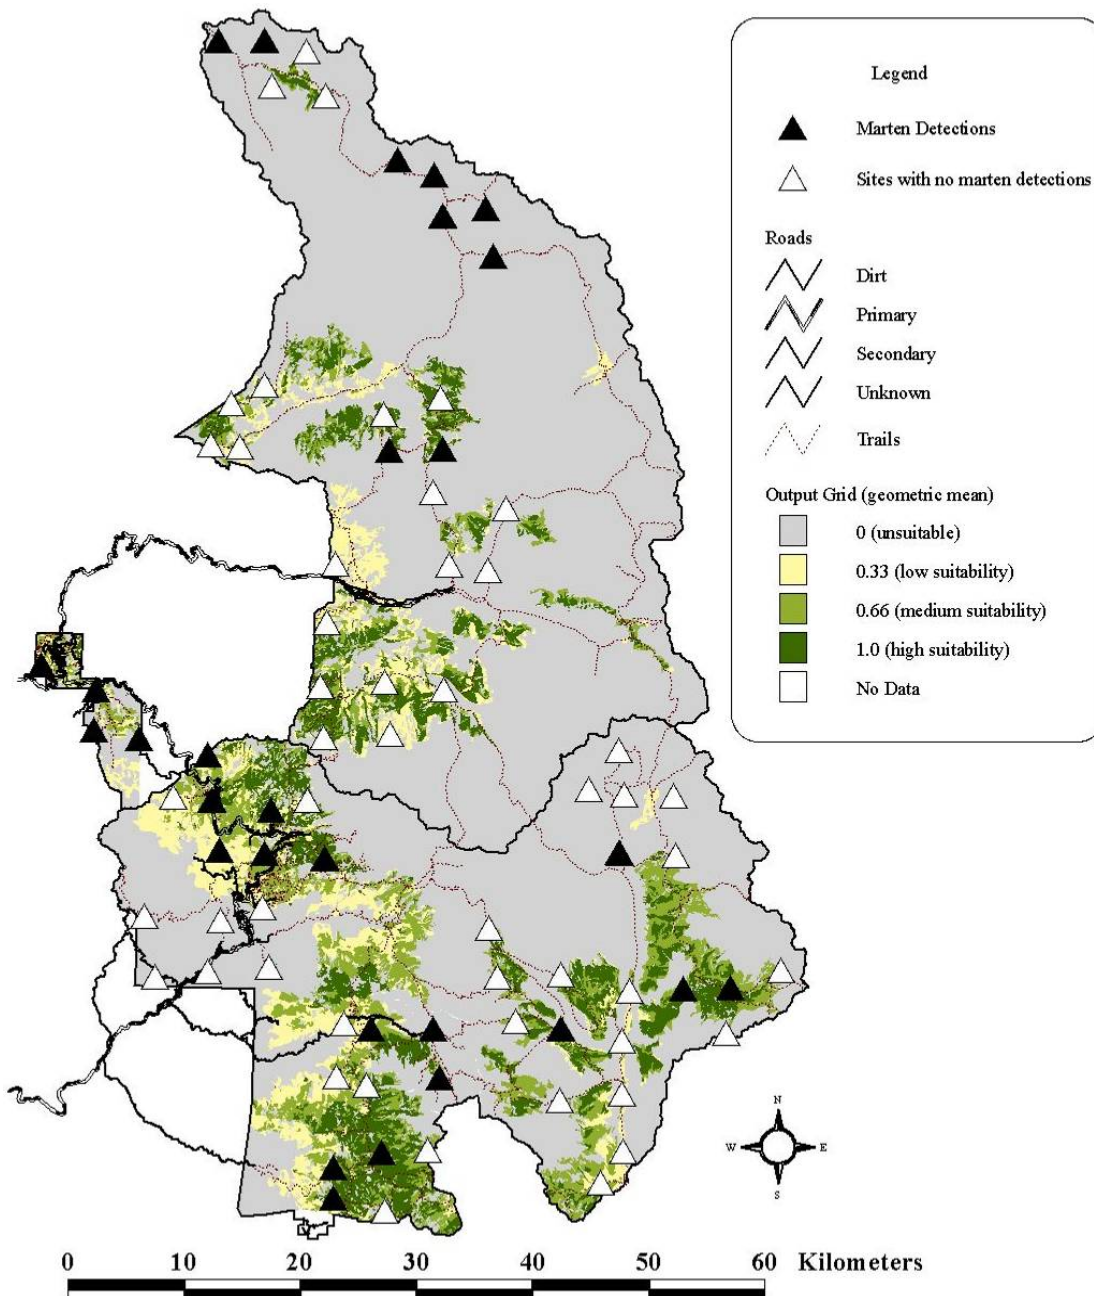 Legend
Marten Detections
Sites with no marten detections
Roads
Dirt
Primary
Secondary
Unknown
Trails
Output Grid (geometric mean)
0 (unsuitable)
0.33 (low suitability)
0.66 (medium suitability)
1.0 (high suitability)
No Data
N
W E
S
0 10 20 30 40 50 60 Kilometers